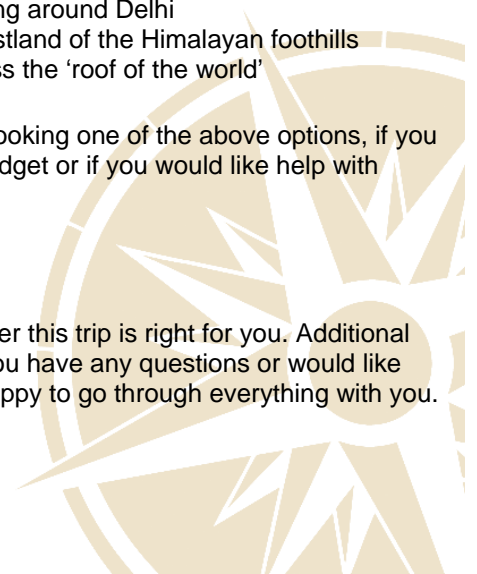 ng around Delhi
stland of the Himalayan foothills
ss the ‘roof of the world’
ooking one of the above options, if you
dget or if you would like help with
er this trip is right for you. Additional
ou have any questions or would like
ppy to go through everything with you.